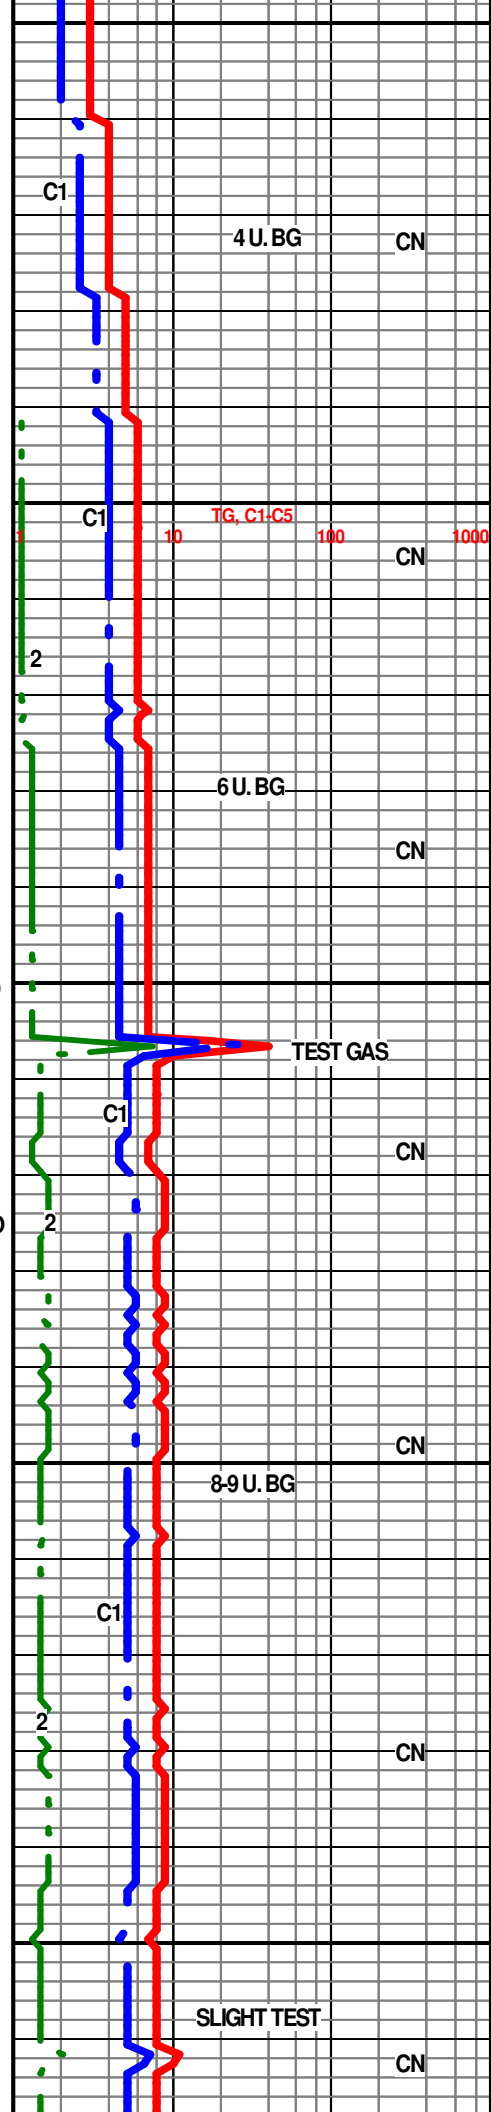 C1
4 U. BG CN
C1 TG, C1-C5
1 10 100 1000
CN
2
6 U. BG
CN
TEST GAS
C1
CN
2
CN
8-9 U. BG
C1
2
CN
SLIGHT TEST
CN